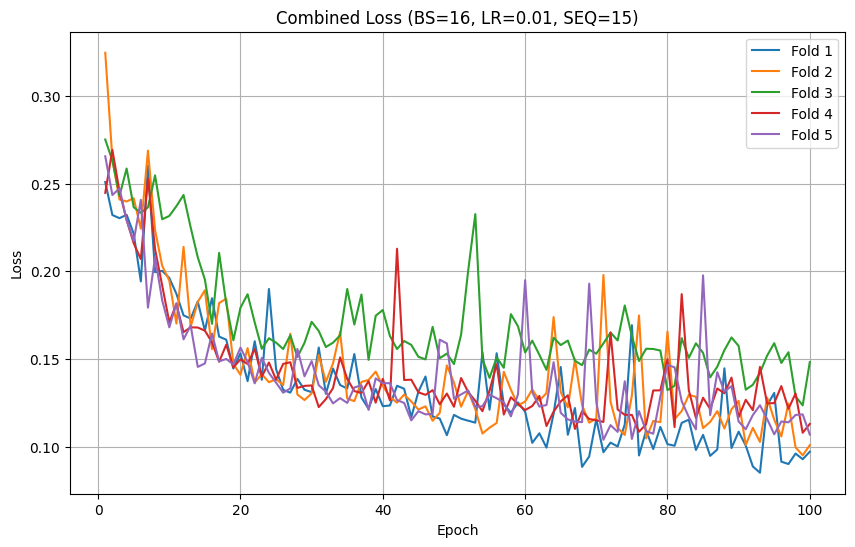 Combined Loss (BS=16, LR=0.01, SEQ=15)
Fold 1
Fold 2
Fold 3
Fold 4
Fold 5
Loss
0.30
0.25
0.20
0.15
0.10
0 20 40 60 80 100
Epoch